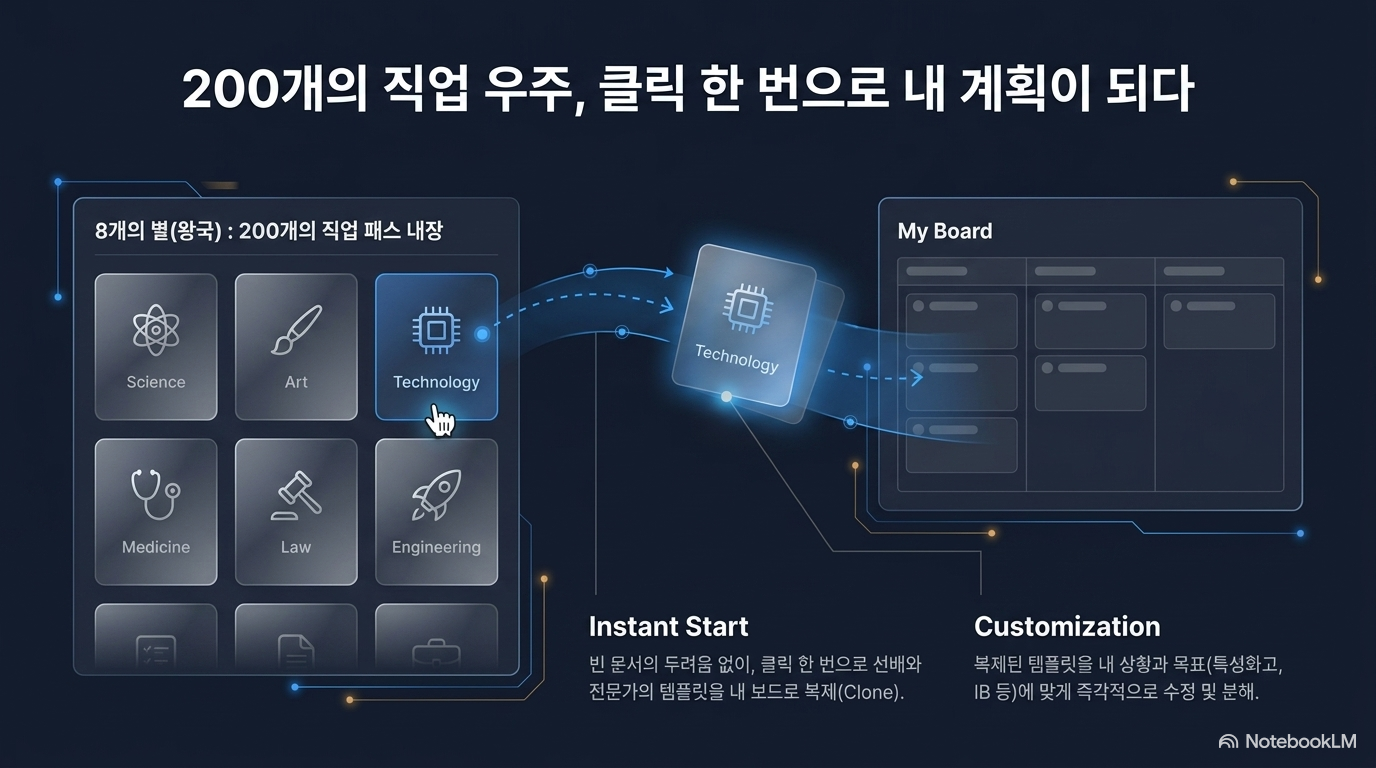 200개의 직업 우주, 클릭 한 번으로 내 계획이 되다
8개의 별(왕국) : 200개의 직업 패스 내장
Science
Art
Technology
Medicine
Law
Engineering
Technology
My Board
Instant Start
빈 문서의 두려움 없이, 클릭 한 번으로 선배와
전문가의 템플릿을 내 보드로 복제(Clone).
Customization
복제된 템플릿을 내 상황과 목표(특성화고,
IB 등)에 맞게 즉각적으로 수정 및 분해.
NotebookLM